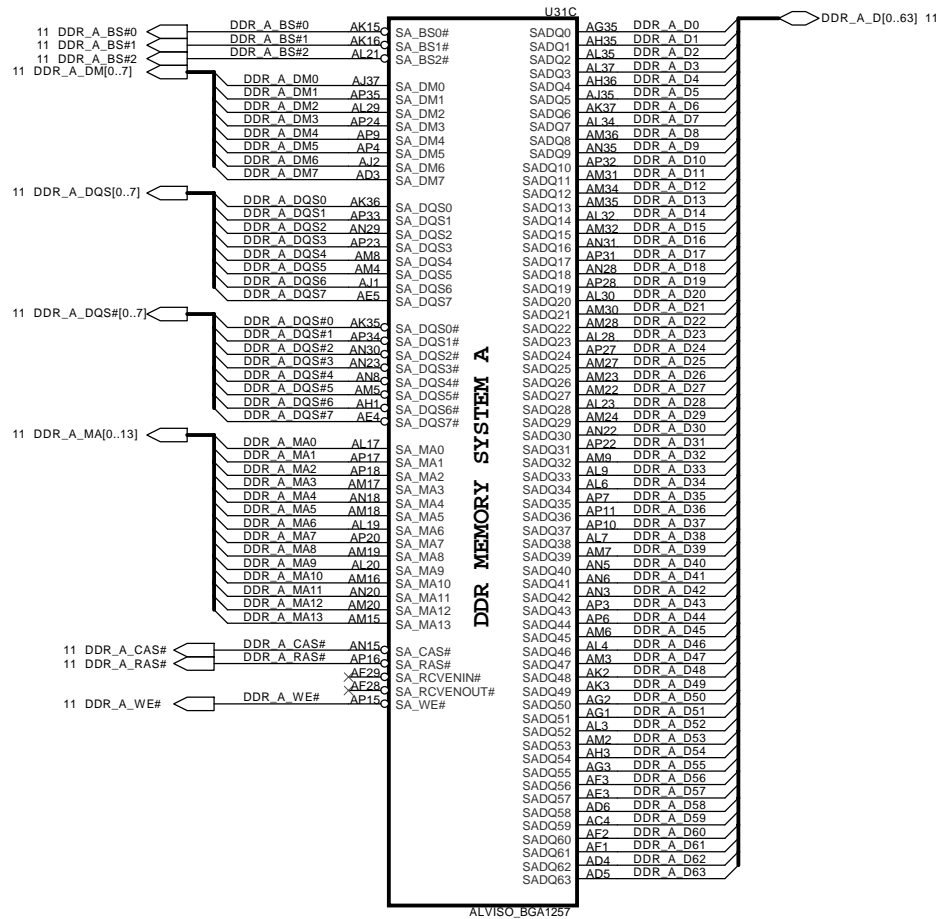 U31C
11 DDR_A_BS#0
DDR_A_BS#0 AK15 SA_BS0#
11 DDR_A_BS#1
DDR_A_BS#1 AK16 SA_BS1#
11 DDR_A_BS#2
DDR_A_BS#2 AL21 SA_BS2#
11 DDR_A_DM[0..7]
DDR_A_DM0 AJ37 SA_DM0
DDR_A_DM1 AP35 SA_DM1
DDR_A_DM2 AL29 SA_DM2
DDR_A_DM3 AP24 SA_DM3
DDR_A_DM4 AP9 SA_DM4
DDR_A_DM5 AP4 SA_DM5
DDR_A_DM6 AJ2 SA_DM6
DDR_A_DM7 AD3 SA_DM7
11 DDR_A_DQS[0..7]
DDR_A_DQS0 AK36 SA_DQS0
DDR_A_DQS1 AP33 SA_DQS1
DDR_A_DQS2 AN29 SA_DQS2
DDR_A_DQS3 AP23 SA_DQS3
DDR_A_DQS4 AM8 SA_DQS4
DDR_A_DQS5 AM4 SA_DQS5
DDR_A_DQS6 AJ1 SA_DQS6
DDR_A_DQS7 AE5 SA_DQS7
11 DDR_A_DQS#[0..7]
DDR_A_DQS#0 AK35 SA_DQS0#
DDR_A_DQS#1 AP34 SA_DQS1#
DDR_A_DQS#2 AN30 SA_DQS2#
DDR_A_DQS#3 AN23 SA_DQS3#
DDR_A_DQS#4 AN8 SA_DQS4#
DDR_A_DQS#5 AM5 SA_DQS5#
DDR_A_DQS#6 AH1 SA_DQS6#
DDR_A_DQS#7 AE4 SA_DQS7#
11 DDR_A_MA[0..13]
DDR_A_MA0 AL17 SA_MA0
DDR_A_MA1 AP17 SA_MA1
DDR_A_MA2 AP18 SA_MA2
DDR_A_MA3 AM17 SA_MA3
DDR_A_MA4 AN18 SA_MA4
DDR_A_MA5 AM18 SA_MA5
DDR_A_MA6 AL19 SA_MA6
DDR_A_MA7 AP20 SA_MA7
DDR_A_MA8 AM19 SA_MA8
DDR_A_MA9 AL20 SA_MA9
DDR_A_MA10 AM16 SA_MA10
DDR_A_MA11 AN20 SA_MA11
DDR_A_MA12 AM20 SA_MA12
DDR_A_MA13 AM15 SA_MA13
11 DDR_A_CAS#
DDR_A_CAS# AN15 SA_CAS#
11 DDR_A_RAS#
DDR_A_RAS# AP16 SA_RAS#
AF29 SA_RCVENIN#
AF28 SA_RCVENOUT#
11 DDR_A_WE#
DDR_A_WE# AP15 SA_WE#
DDR MEMORY SYSTEM A
SADQ0 AG35 DDR_A_D0
SADQ1 AH35 DDR_A_D1
SADQ2 AL35 DDR_A_D2
SADQ3 AL37 DDR_A_D3
SADQ4 AH36 DDR_A_D4
SADQ5 AJ35 DDR_A_D5
SADQ6 AK37 DDR_A_D6
SADQ7 AL34 DDR_A_D7
SADQ8 AM36 DDR_A_D8
SADQ9 AN35 DDR_A_D9
SADQ10 AP32 DDR_A_D10
SADQ11 AM31 DDR_A_D11
SADQ12 AM34 DDR_A_D12
SADQ13 AM35 DDR_A_D13
SADQ14 AL32 DDR_A_D14
SADQ15 AM32 DDR_A_D15
SADQ16 AN31 DDR_A_D16
SADQ17 AP31 DDR_A_D17
SADQ18 AN28 DDR_A_D18
SADQ19 AP28 DDR_A_D19
SADQ20 AL30 DDR_A_D20
SADQ21 AM30 DDR_A_D21
SADQ22 AM28 DDR_A_D22
SADQ23 AL28 DDR_A_D23
SADQ24 AP27 DDR_A_D24
SADQ25 AM27 DDR_A_D25
SADQ26 AM23 DDR_A_D26
SADQ27 AM22 DDR_A_D27
SADQ28 AL23 DDR_A_D28
SADQ29 AM24 DDR_A_D29
SADQ30 AN22 DDR_A_D30
SADQ31 AP22 DDR_A_D31
SADQ32 AM9 DDR_A_D32
SADQ33 AL9 DDR_A_D33
SADQ34 AL6 DDR_A_D34
SADQ35 AP7 DDR_A_D35
SADQ36 AP11 DDR_A_D36
SADQ37 AP10 DDR_A_D37
SADQ38 AL7 DDR_A_D38
SADQ39 AM7 DDR_A_D39
SADQ40 AN5 DDR_A_D40
SADQ41 AN6 DDR_A_D41
SADQ42 AN3 DDR_A_D42
SADQ43 AP3 DDR_A_D43
SADQ44 AP6 DDR_A_D44
SADQ45 AM6 DDR_A_D45
SADQ46 AL4 DDR_A_D46
SADQ47 AM3 DDR_A_D47
SADQ48 AK2 DDR_A_D48
SADQ49 AK3 DDR_A_D49
SADQ50 AG2 DDR_A_D50
SADQ51 AG1 DDR_A_D51
SADQ52 AL3 DDR_A_D52
SADQ53 AM2 DDR_A_D53
SADQ54 AH3 DDR_A_D54
SADQ55 AG3 DDR_A_D55
SADQ56 AF3 DDR_A_D56
SADQ57 AE3 DDR_A_D57
SADQ58 AD6 DDR_A_D58
SADQ59 AC4 DDR_A_D59
SADQ60 AF2 DDR_A_D60
SADQ61 AF1 DDR_A_D61
SADQ62 AD4 DDR_A_D62
SADQ63 AD5 DDR_A_D63
DDR_A_D[0..63] 11
ALVISO_BGA1257